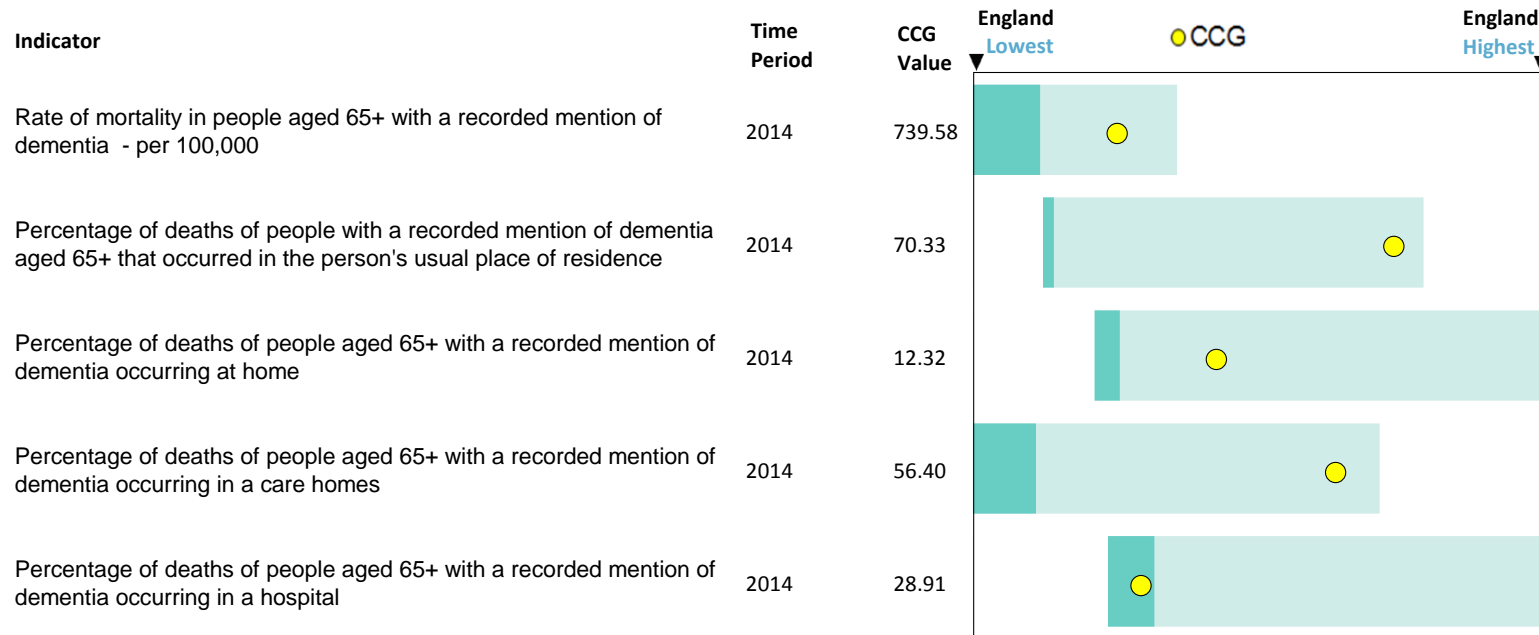 Indicator
Time
Period
CCG
Value
England
Lowest
CCG
England
Highest
Rate of mortality in people aged 65+ with a recorded mention of
dementia - per 100,000
2014
739.58
Percentage of deaths of people with a recorded mention of dementia
aged 65+ that occurred in the person's usual place of residence
2014
70.33
Percentage of deaths of people aged 65+ with a recorded mention of
dementia occurring at home
2014
12.32
Percentage of deaths of people aged 65+ with a recorded mention of
dementia occurring in a care homes
2014
56.40
Percentage of deaths of people aged 65+ with a recorded mention of
dementia occurring in a hospital
2014
28.91